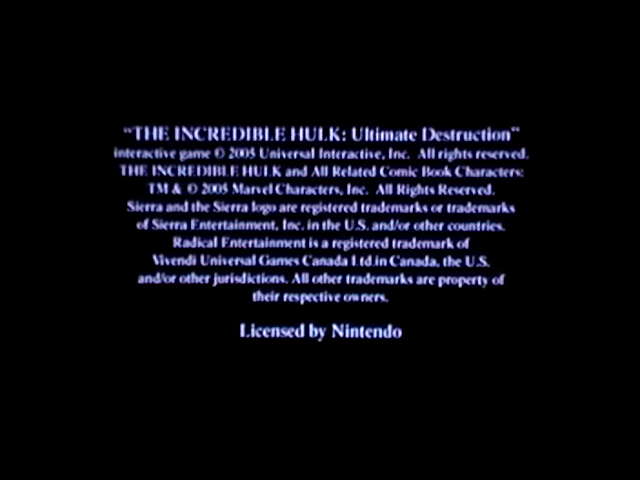 "THE INCREDIBLE HULK: Ultimate Destruction"
interactive game © 2005 Universal Interactive, Inc. All rights reserved.
THE INCREDIBLE HULK and All Related Comic Book Characters:
TM & © 2005 Marvel Characters, Inc. All Rights Reserved.
Sierra and the Sierra logo are registered trademarks or trademarks
of Sierra Entertainment, Inc. in the U.S. and/or other countries.
Radical Entertainment is a registered trademark of
Vivendi Universal Games Canada Ltd.in Canada, the U.S.
and/or other jurisdictions. All other trademarks are property of
their respective owners.
Licensed by Nintendo